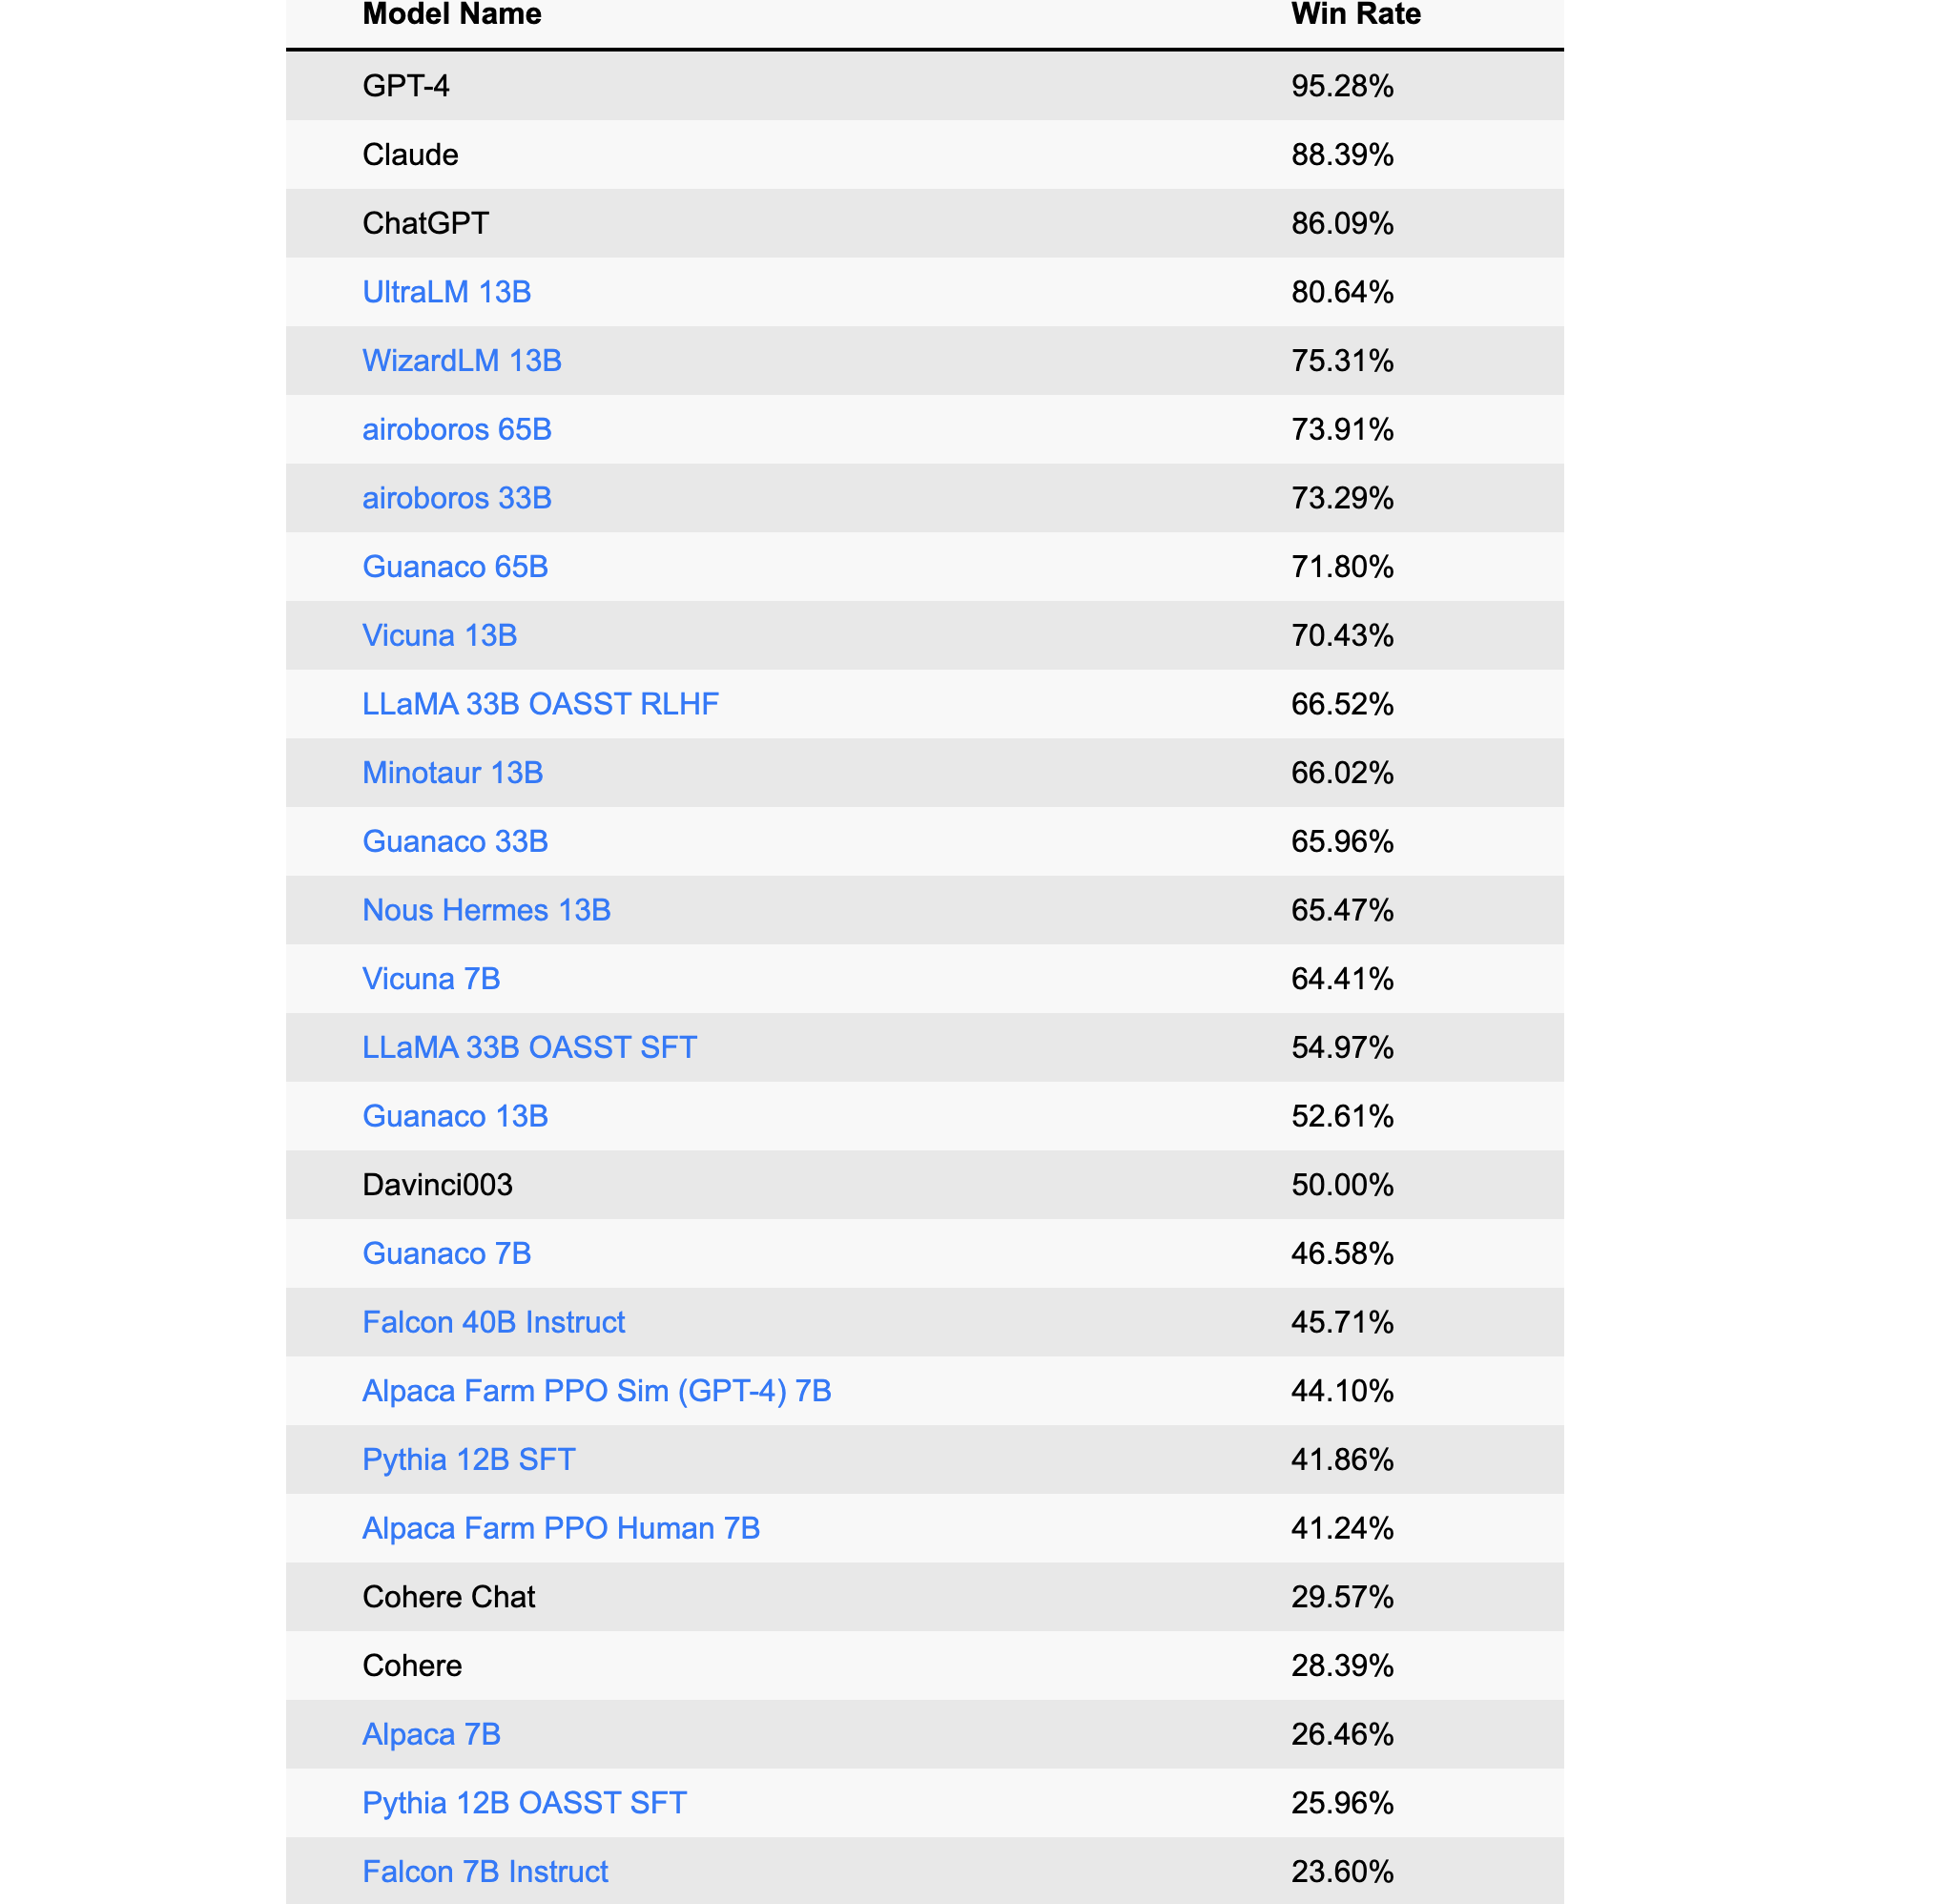 Model Name Win Rate
GPT-4 95.28%
Claude 88.39%
ChatGPT 86.09%
UltraLM 13B 80.64%
WizardLM 13B 75.31%
airoboros 65B 73.91%
airoboros 33B 73.29%
Guanaco 65B 71.80%
Vicuna 13B 70.43%
LLaMA 33B OASST RLHF 66.52%
Minotaur 13B 66.02%
Guanaco 33B 65.96%
Nous Hermes 13B 65.47%
Vicuna 7B 64.41%
LLaMA 33B OASST SFT 54.97%
Guanaco 13B 52.61%
Davinci003 50.00%
Guanaco 7B 46.58%
Falcon 40B Instruct 45.71%
Alpaca Farm PPO Sim (GPT-4) 7B 44.10%
Pythia 12B SFT 41.86%
Alpaca Farm PPO Human 7B 41.24%
Cohere Chat 29.57%
Cohere 28.39%
Alpaca 7B 26.46%
Pythia 12B OASST SFT 25.96%
Falcon 7B Instruct 23.60%